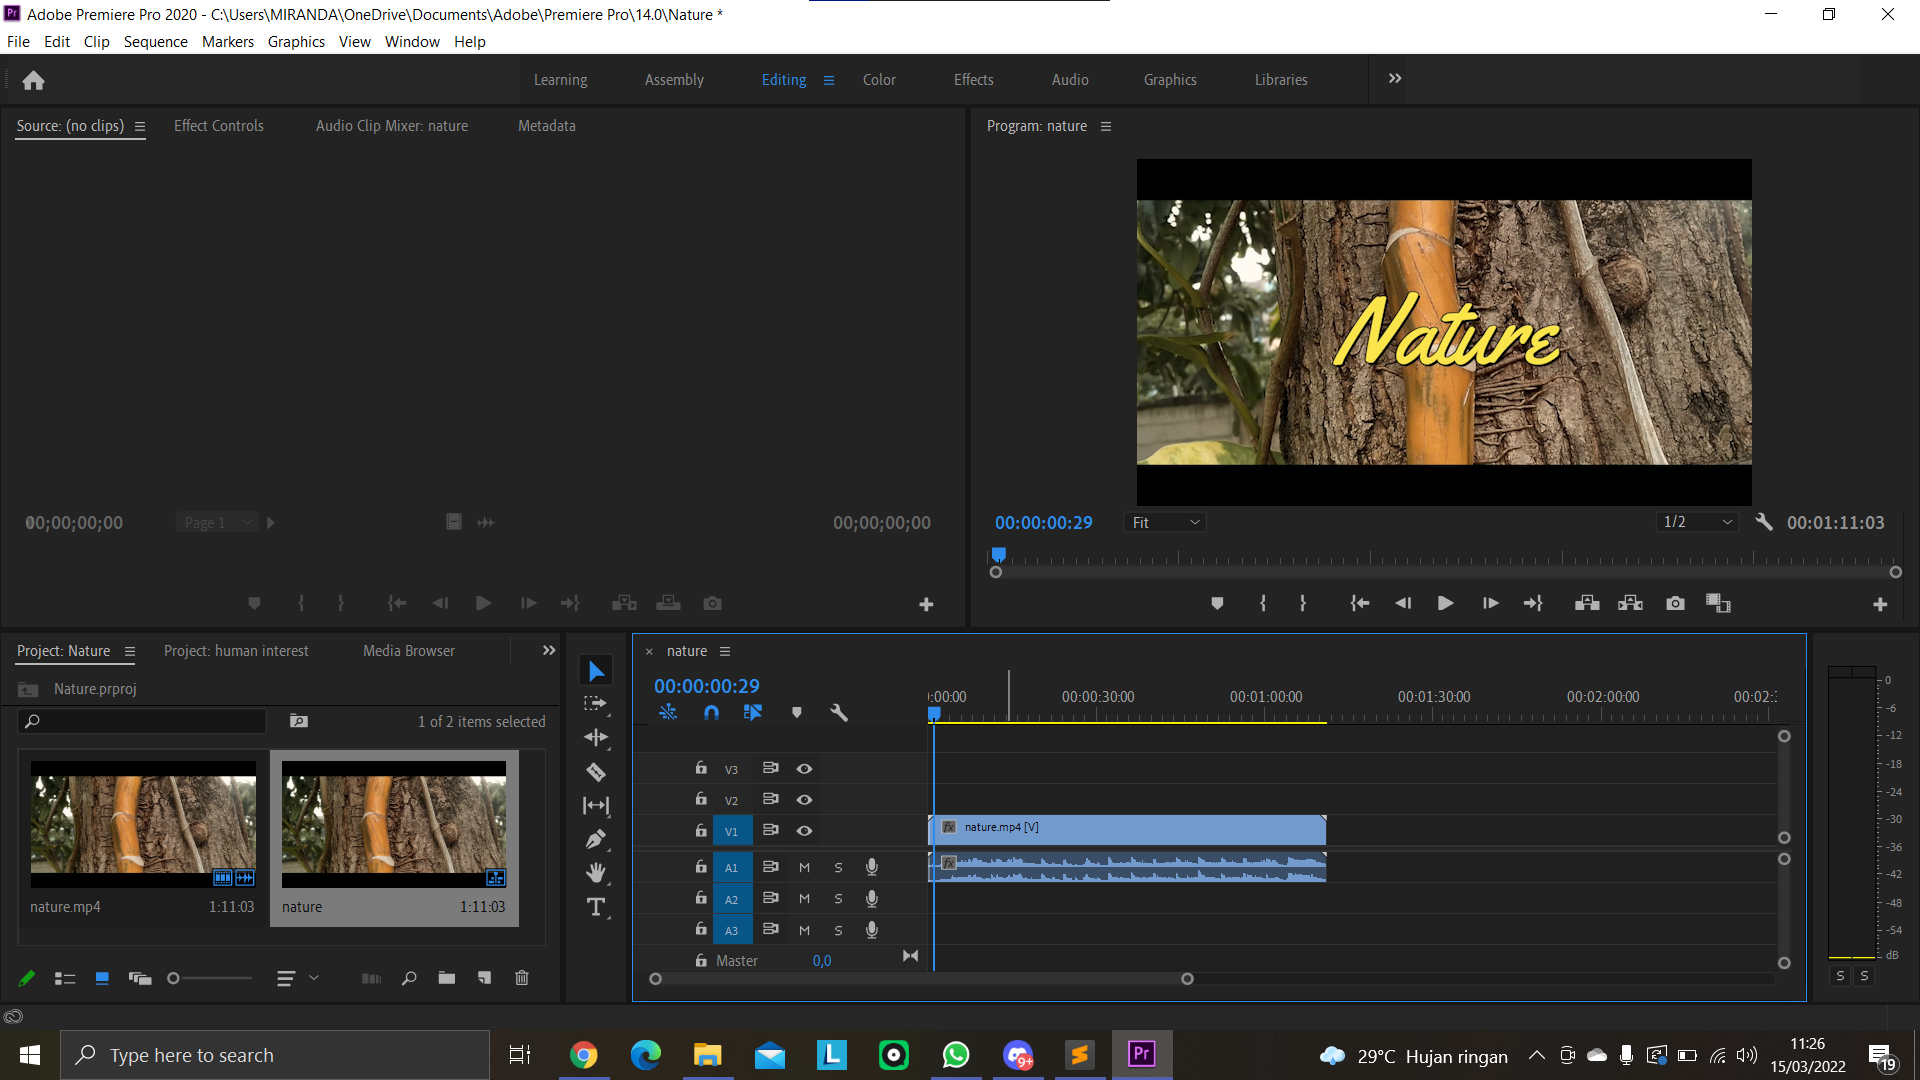 Adobe Premiere Pro 2020 - C:\Users\MIRANDA\OneDrive\Documents\Adobe\Premiere Pro\14.0\Nature *
File Edit Clip Sequence Markers Graphics View Window Help
Learning Assembly Editing Color Effects Audio Graphics Libraries
Source: (no clips) Effect Controls Audio Clip Mixer: nature Metadata
Program: nature
Nature
00;00;00;00 Page 1 00;00;00;00
00:00:00:29 Fit 1/2 00:01:11:03
Project: Nature Project: human interest Media Browser
Nature.prproj
1 of 2 items selected
nature.mp4 1:11:03
nature 1:11:03
nature
00:00:00:29
:00:00 00:00:30:00 00:01:00:00 00:01:30:00 00:02:00:00 00:02:
V3
V2
V1 nature.mp4 [V]
A1 M S
A2 M S
A3 M S
Master 0,0
0
-6
-12
-18
-24
-30
-36
-42
-48
-54
dB
S S
Type here to search
9+
Pr
29°C Hujan ringan
11:26
15/03/2022
19